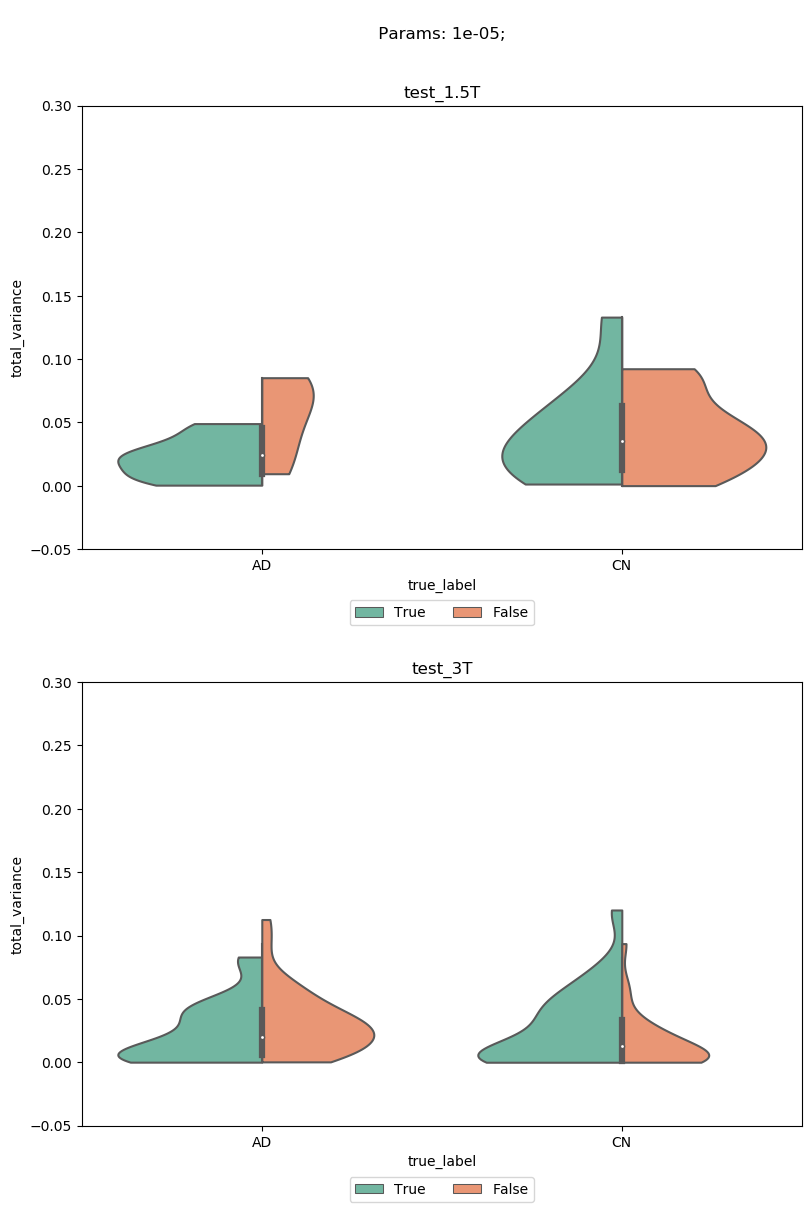 Params: 1e-05;
test_1.5T
0.30
0.25
0.20
0.15
0.10
0.05
0.00
−0.05
total_variance
AD CN
true_label
True False
test_3T
0.30
0.25
0.20
0.15
0.10
0.05
0.00
−0.05
total_variance
AD CN
true_label
True False